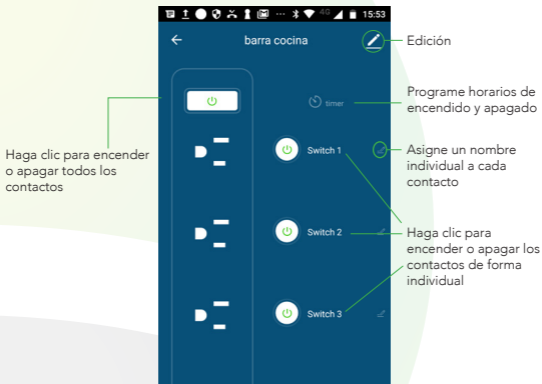 4G 15:53
barra cocina
Edición
timer
Programe horarios de
encendido y apagado
Haga clic para encender
o apagar todos los
contactos
Switch 1
Asigne un nombre
individual a cada
contacto
Switch 2
Haga clic para
encender o apagar los
contactos de forma
individual
Switch 3